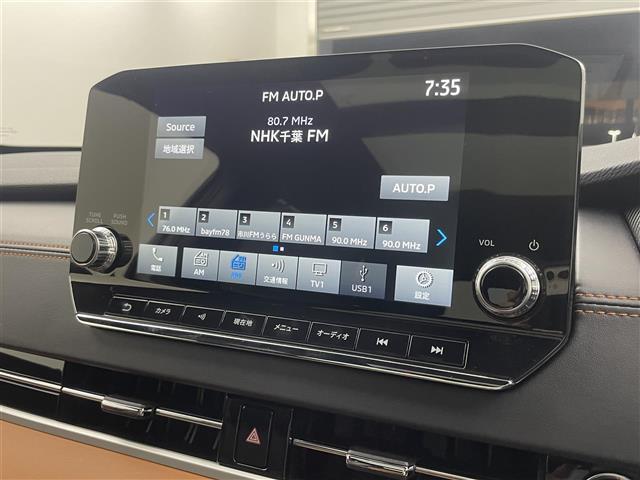 FM AUTO.P
7:35
80.7 MHz
NHK千葉 FM
Source
地域選択
AUTO.P
TUNE SCROLL
PUSH SOUND
1 76.0 MHz
2 bayfm78
3 市川FMうらら
4 FM GUNMA
5 90.0 MHz
6 90.0 MHz
VOL
電話
AM
FM
交通情報
TV1
USB1
設定
カメラ
現在地
メニュー
オーディオ